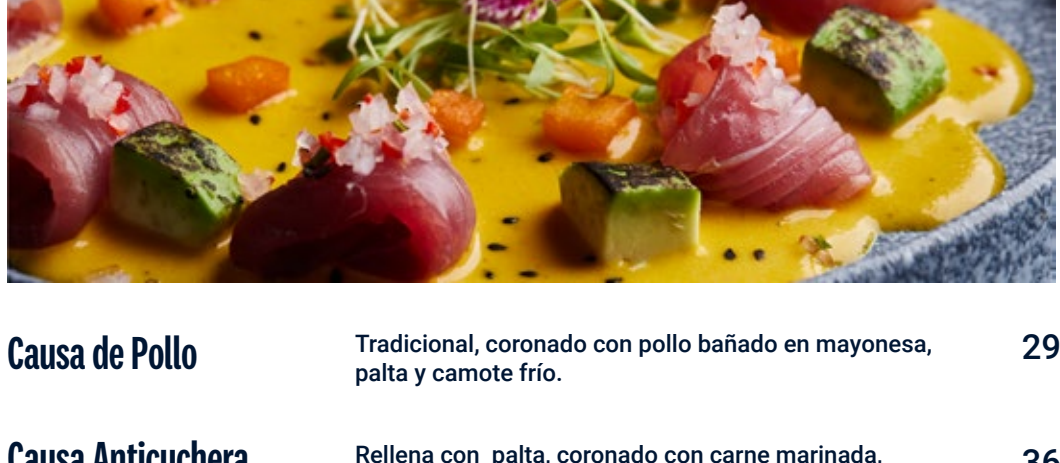 Causa de Pollo
Tradicional, coronado con pollo bañado en mayonesa,
palta y camote frío.
29
Causa Anticuchera
Rellena con palta, coronado con carne marinada,
36